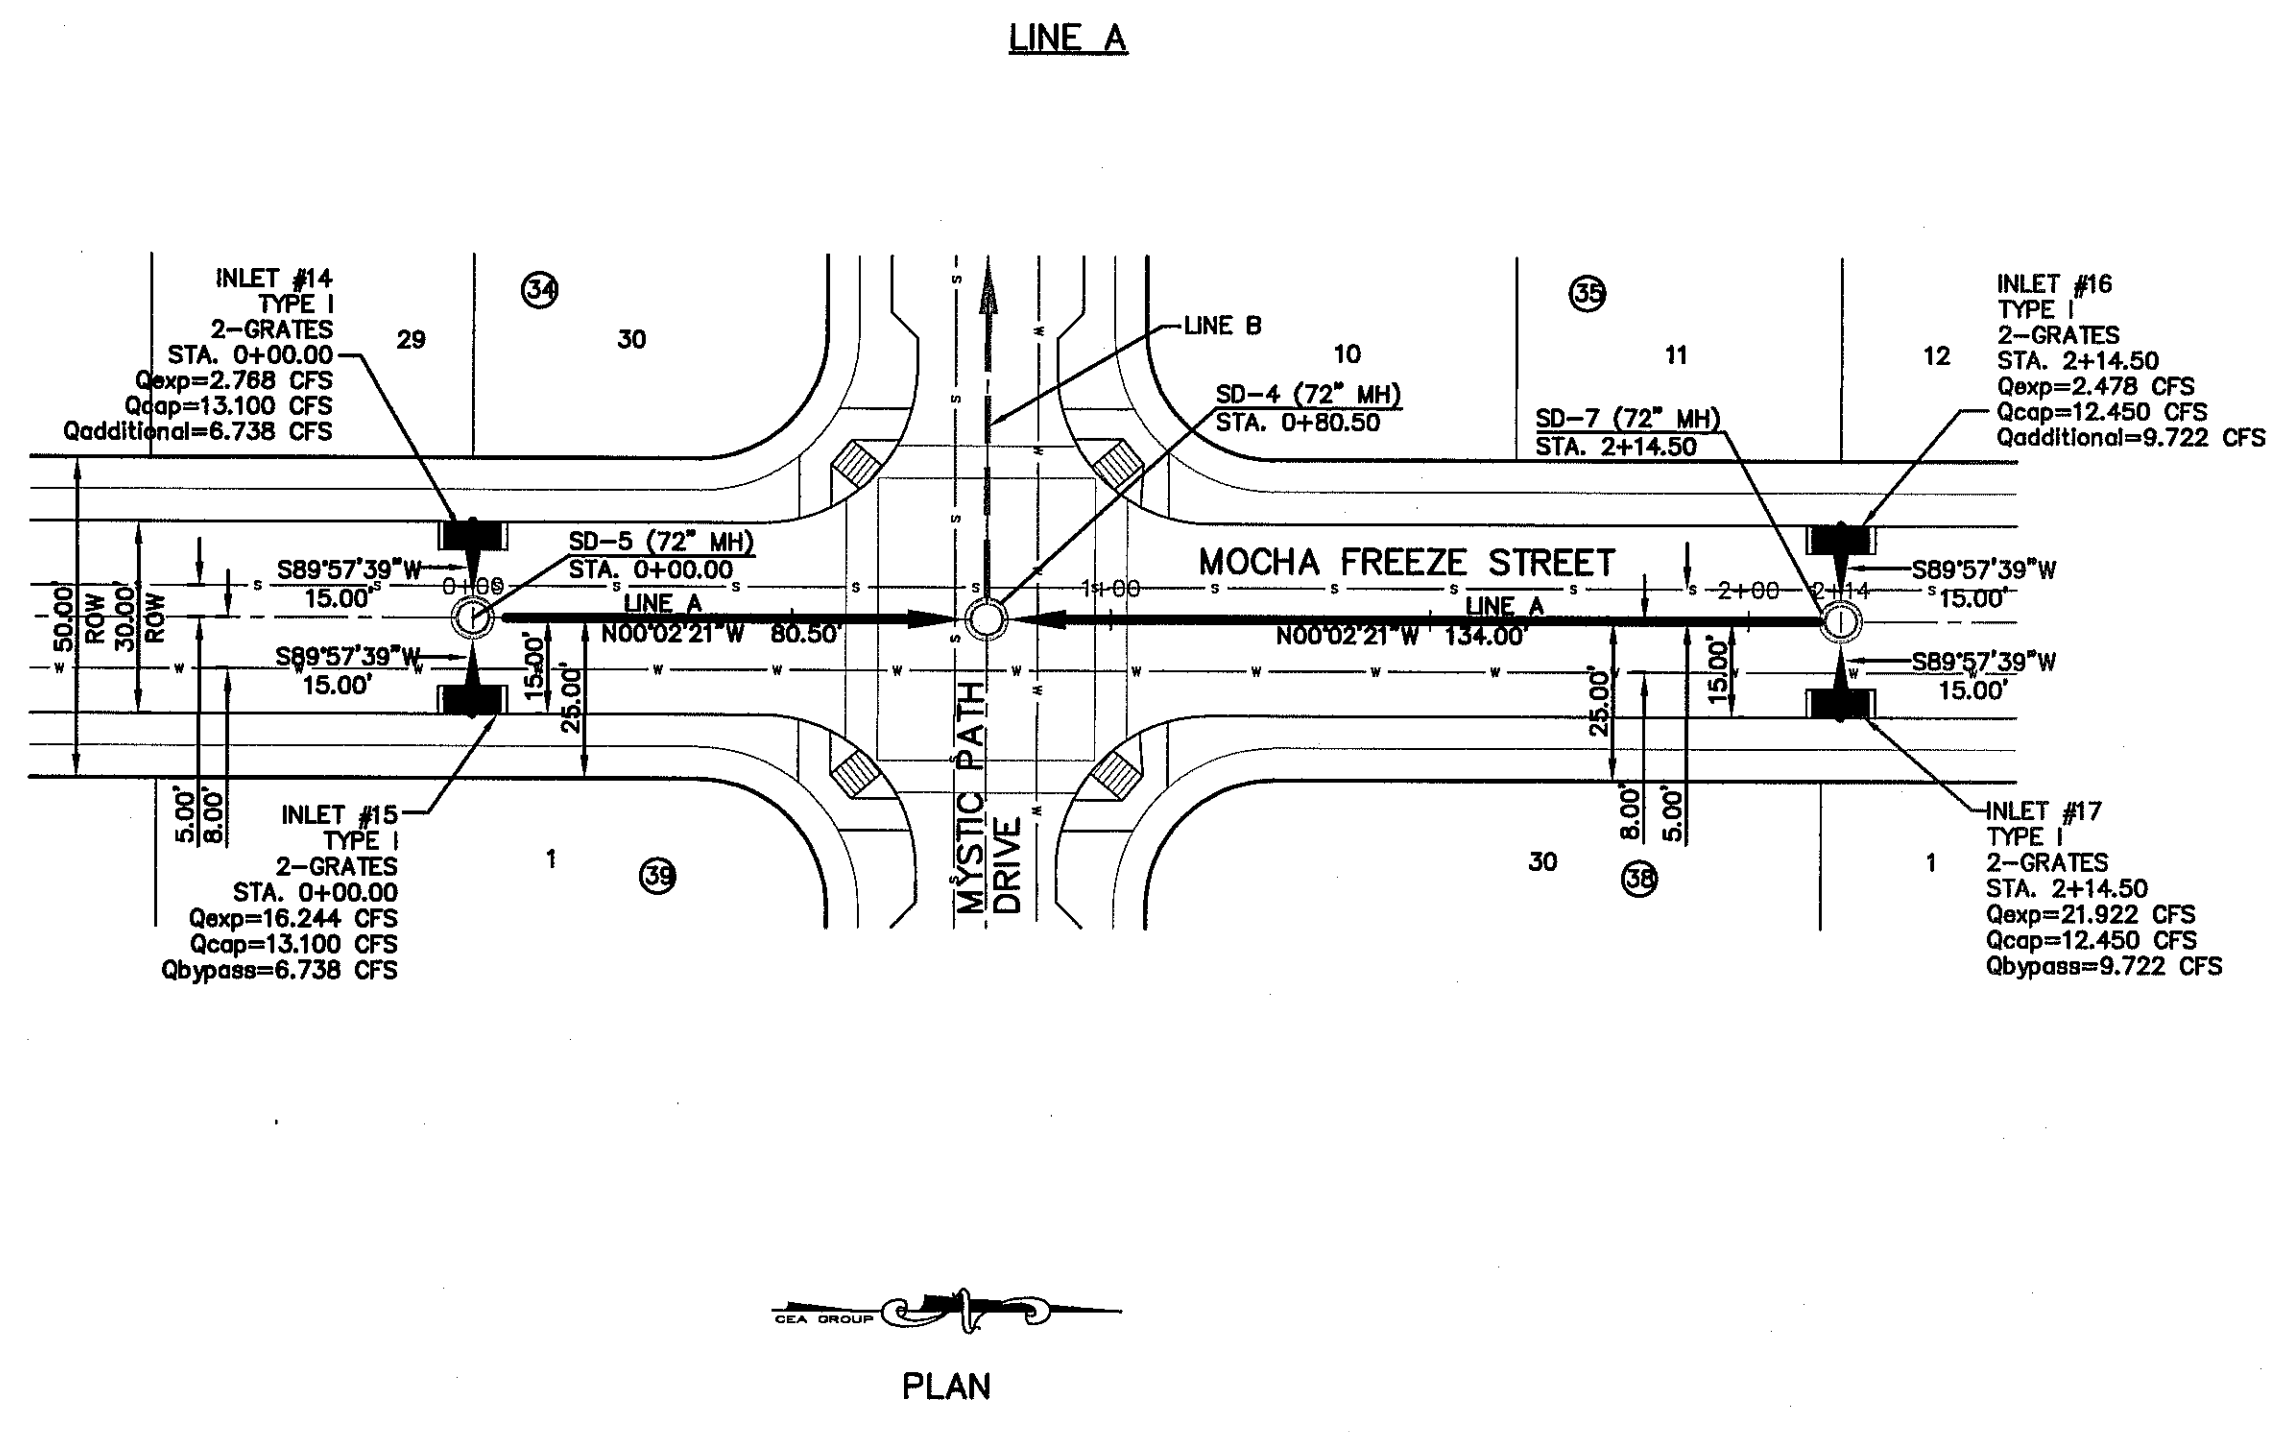 LINE A
INLET #14
TYPE I
2-GRATES
STA. 0+00.00
Qexp=2.768 CFS
Qcap=13.100 CFS
Qadditional=6.738 CFS
29
34
30
LINE B
10
35
11
12
INLET #16
TYPE I
2-GRATES
STA. 2+14.50
Qexp=2.478 CFS
Qcap=12.450 CFS
Qadditional=9.722 CFS
SD-4 (72" MH)
STA. 0+80.50
SD-7 (72" MH)
STA. 2+14.50
SD-5 (72" MH)
STA. 0+00.00
MOCHA FREEZE STREET
50.00'
ROW
30.00'
ROW
S89°57'39"W
15.00'
0+00
LINE A
N00°02'21"W 80.50'
1+00
LINE A
N00°02'21"W 134.00'
2+00
2+14
S89°57'39"W
15.00'
S89°57'39"W
15.00'
15.00'
25.00'
25.00'
15.00'
S89°57'39"W
15.00'
5.00'
8.00'
8.00'
5.00'
MYSTIC PATH
DRIVE
INLET #15
TYPE I
2-GRATES
STA. 0+00.00
Qexp=16.244 CFS
Qcap=13.100 CFS
Qbypass=6.738 CFS
1
39
30
38
1
INLET #17
TYPE I
2-GRATES
STA. 2+14.50
Qexp=21.922 CFS
Qcap=12.450 CFS
Qbypass=9.722 CFS
CEA GROUP
PLAN